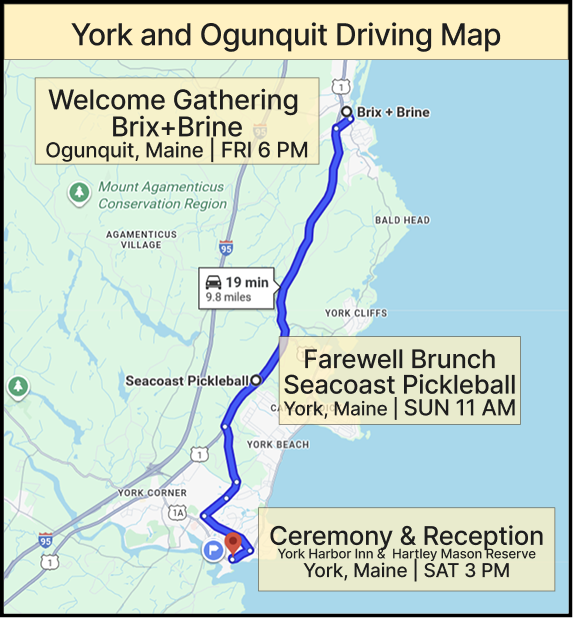 York and Ogunquit Driving Map
1
Welcome Gathering
Brix+Brine
Ogunquit, Maine | FRI 6 PM
Brix + Brine
95
Mount Agamenticus
Conservation Region
BALD HEAD
AGAMENTICUS
VILLAGE
95
19 min
9.8 miles
YORK CLIFFS
Farewell Brunch
Seacoast Pickleball
Seacoast Pickleball
York, Maine | SUN 11 AM
YORK BEACH
1
YORK CORNER
1A
Ceremony & Reception
York Harbor Inn & Hartley Mason Reserve
York, Maine | SAT 3 PM
95
1